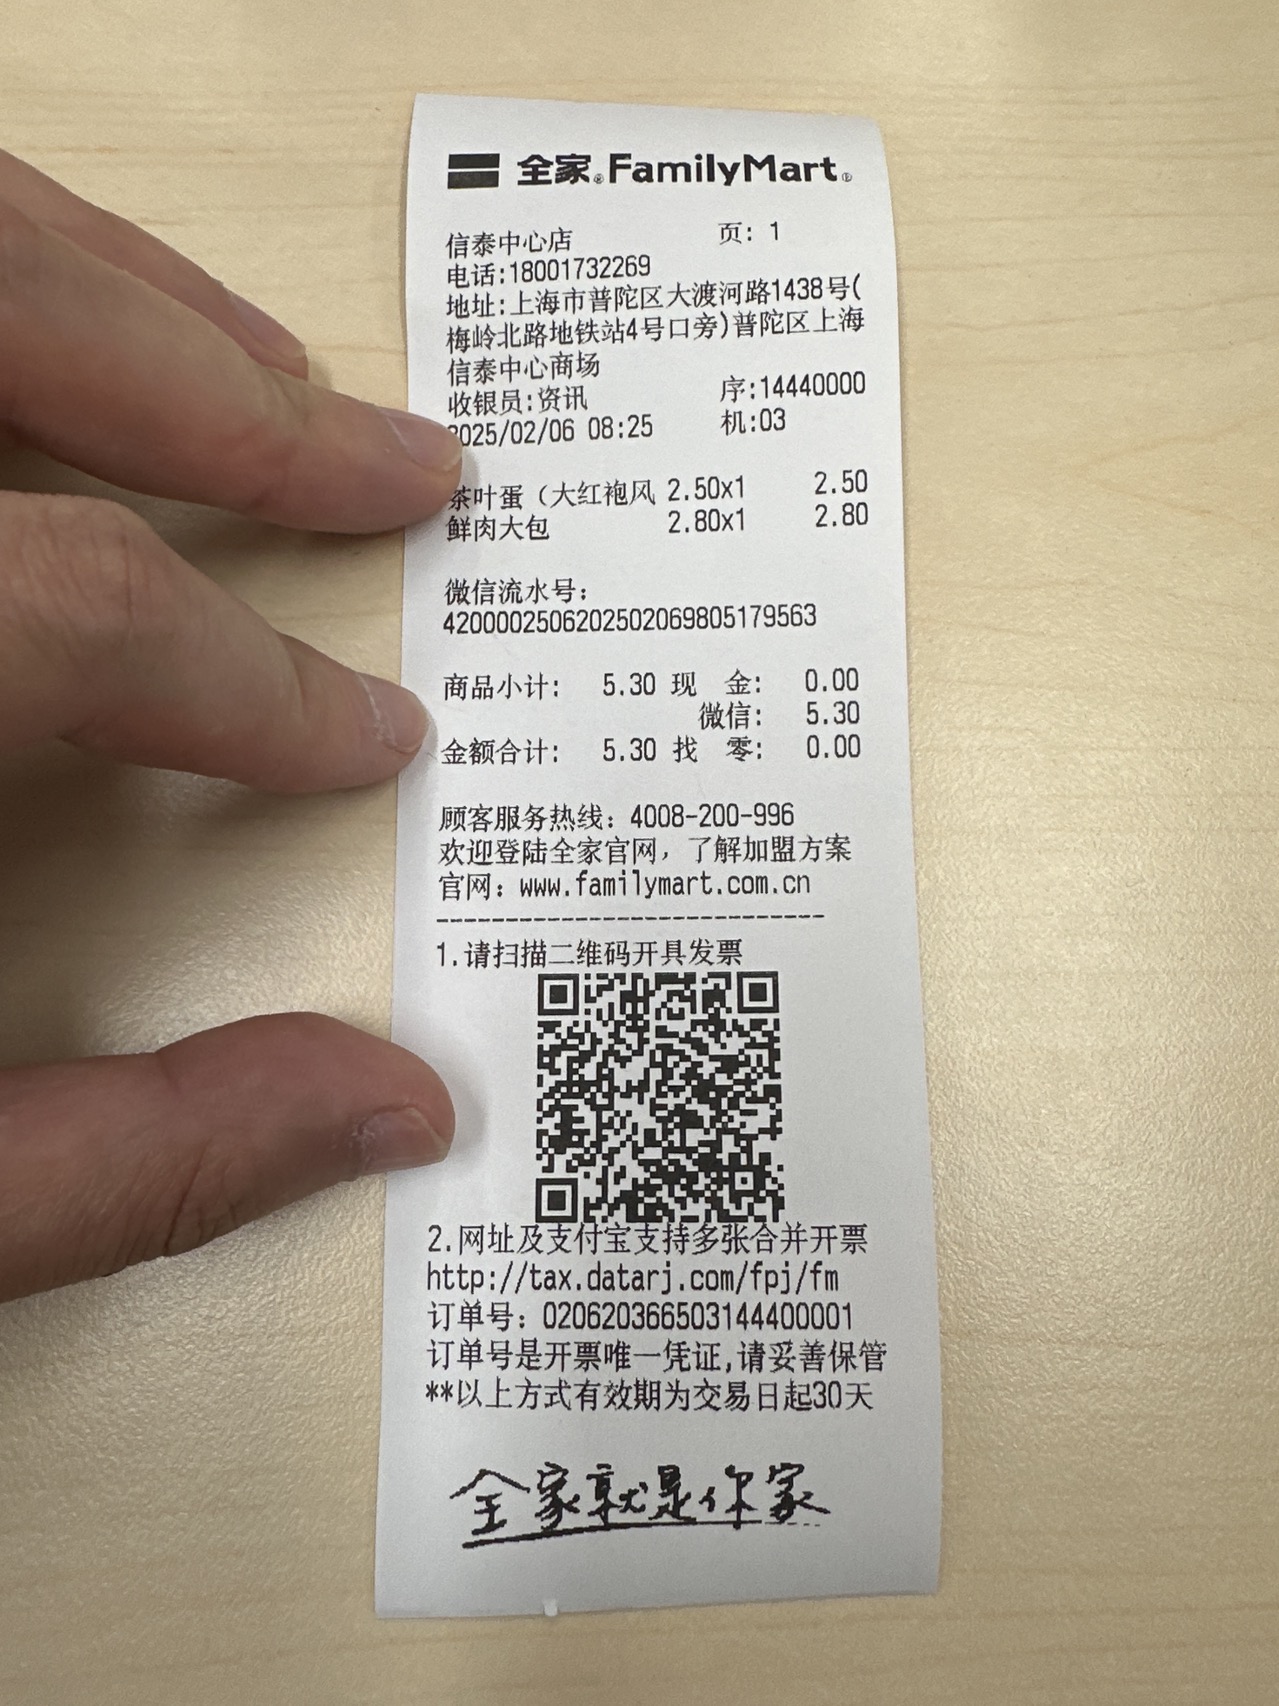 全家®FamilyMart®
信泰中心店 页: 1
电话:18001732269
地址:上海市普陀区大渡河路1438号(
梅岭北路地铁站4号口旁)普陀区上海
信泰中心商场
收银员:资讯 序:14440000
2025/02/06 08:25 机:03
茶叶蛋（大红袍风 2.50x1 2.50
鲜肉大包 2.80x1 2.80
微信流水号:
4200002506202502069805179563
商品小计: 5.30 现 金: 0.00
微信: 5.30
金额合计: 5.30 找 零: 0.00
顾客服务热线: 4008-200-996
欢迎登陆全家官网，了解加盟方案
官网: www.familymart.com.cn
-----------------------------
1.请扫描二维码开具发票
2.网址及支付宝支持多张合并开票
http://tax.datarj.com/fpj/fm
订单号: 020620366503144400001
订单号是开票唯一凭证,请妥善保管
**以上方式有效期为交易日起30天
全家就是你家